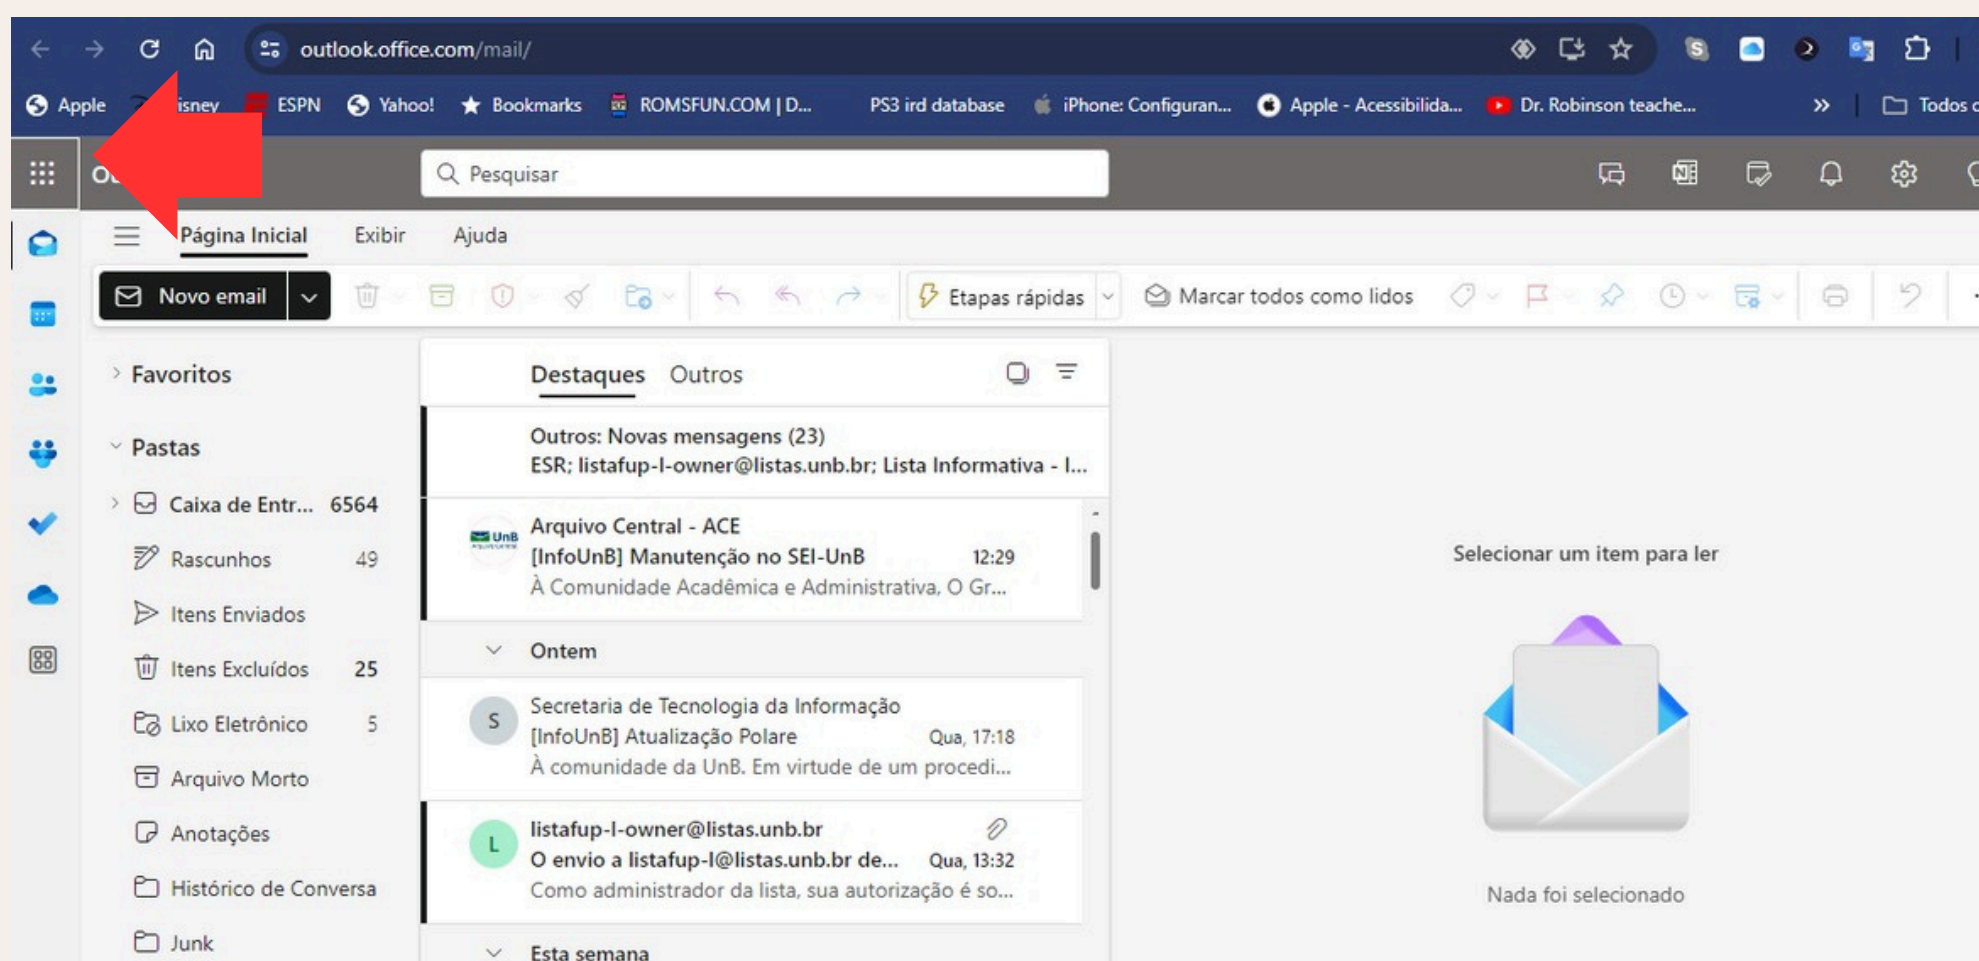 outlook.office.com/mail/
Apple isney ESPN Yahoo! Bookmarks ROMSFUN.COM | D... PS3 ird database iPhone: Configuran... Apple - Acessibilida... Dr. Robinson teache... » Todos
Pesquisar
Página Inicial Exibir Ajuda
Novo email Etapas rápidas Marcar todos como lidos
Favoritos
Destaques Outros
Pastas
Outros: Novas mensagens (23)
ESR; listafup-l-owner@listas.unb.br; Lista Informativa - I...
Caixa de Entr... 6564
Rascunhos 49
Itens Enviados
Itens Excluídos 25
Lixo Eletrônico 5
Arquivo Morto
Anotações
Histórico de Conversa
Junk
UnB
Arquivo Central - ACE
[InfoUnB] Manutenção no SEI-UnB 12:29
À Comunidade Acadêmica e Administrativa, O Gr...
Ontem
S
Secretaria de Tecnologia da Informação
[InfoUnB] Atualização Polare Qua, 17:18
À comunidade da UnB. Em virtude de um procedi...
L
listafup-l-owner@listas.unb.br
O envio a listafup-l@listas.unb.br de... Qua, 13:32
Como administrador da lista, sua autorização é so...
Esta semana
Selecionar um item para ler
Nada foi selecionado